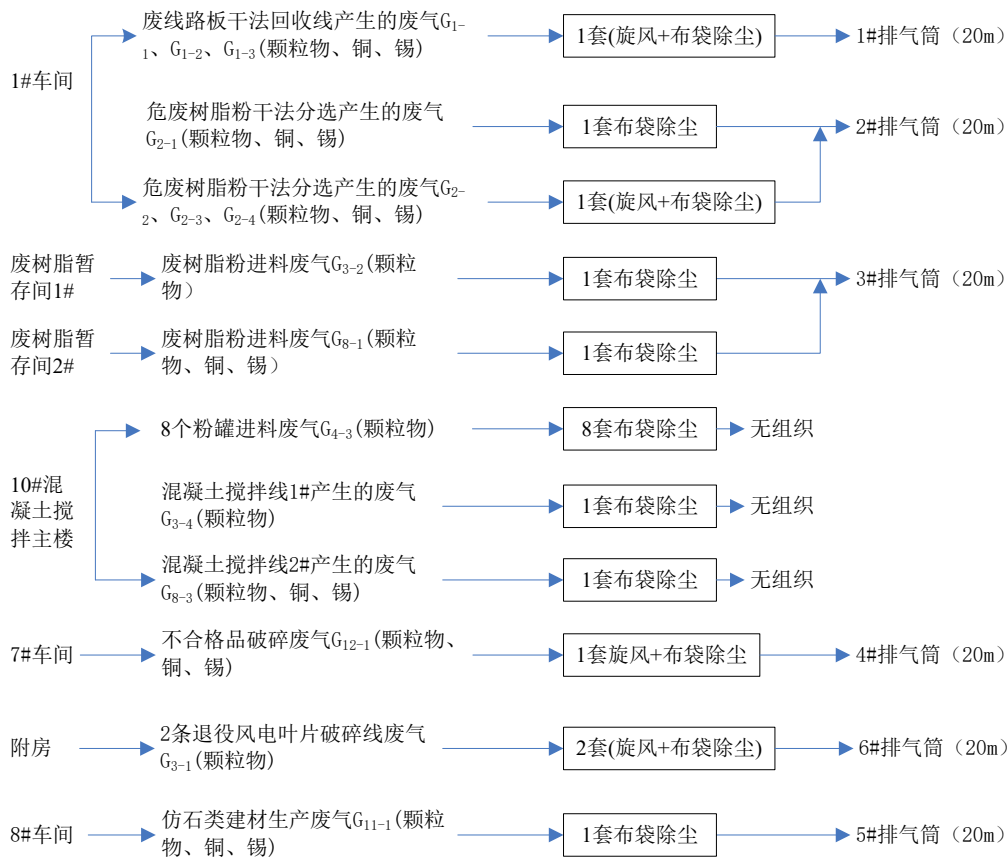 废线路板干法回收线产生的废气G₁₋
₁、G₁₋₂、G₁₋₃(颗粒物、铜、锡)
1套(旋风+布袋除尘)
1#排气筒（20m）
1#车间
危废树脂粉干法分选产生的废气
G₂₋₁(颗粒物、铜、锡)
1套布袋除尘
2#排气筒（20m）
危废树脂粉干法分选产生的废气G₂₋
₂、G₂₋₃、G₂₋₄(颗粒物、铜、锡)
1套(旋风+布袋除尘)
废树脂暂
存间1#
废树脂粉进料废气G₃₋₂(颗粒
物）
1套布袋除尘
3#排气筒（20m）
废树脂暂
存间2#
废树脂粉进料废气G₈₋₁(颗粒
物、铜、锡）
1套布袋除尘
8个粉罐进料废气G₄₋₃(颗粒物)
8套布袋除尘
无组织
10#混
凝土搅
拌主楼
混凝土搅拌线1#产生的废气
G₃₋₄(颗粒物)
1套布袋除尘
无组织
混凝土搅拌线2#产生的废气
G₈₋₃(颗粒物、铜、锡)
1套布袋除尘
无组织
7#车间
不合格品破碎废气G₁₂₋₁(颗粒物、
铜、锡)
1套旋风+布袋除尘
4#排气筒（20m）
附房
2条退役风电叶片破碎线废气
G₃₋₁(颗粒物)
2套(旋风+布袋除尘)
6#排气筒（20m）
8#车间
仿石类建材生产废气G₁₁₋₁(颗粒
物、铜、锡)
1套布袋除尘
5#排气筒（20m）